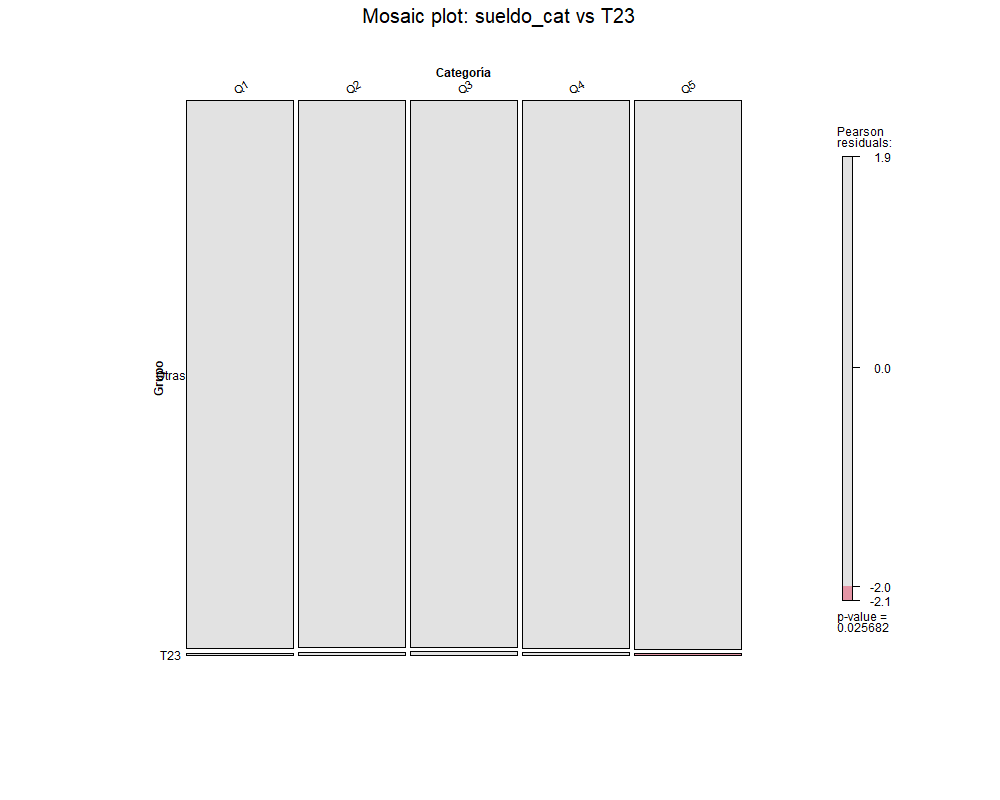 Mosaic plot: sueldo_cat vs T23
Categoría
Q1 Q2 Q3 Q4 Q5
Pearson
residuals:
1.9
0.0
-2.0
-2.1
p-value =
0.025682
Grupo
Otras
T23